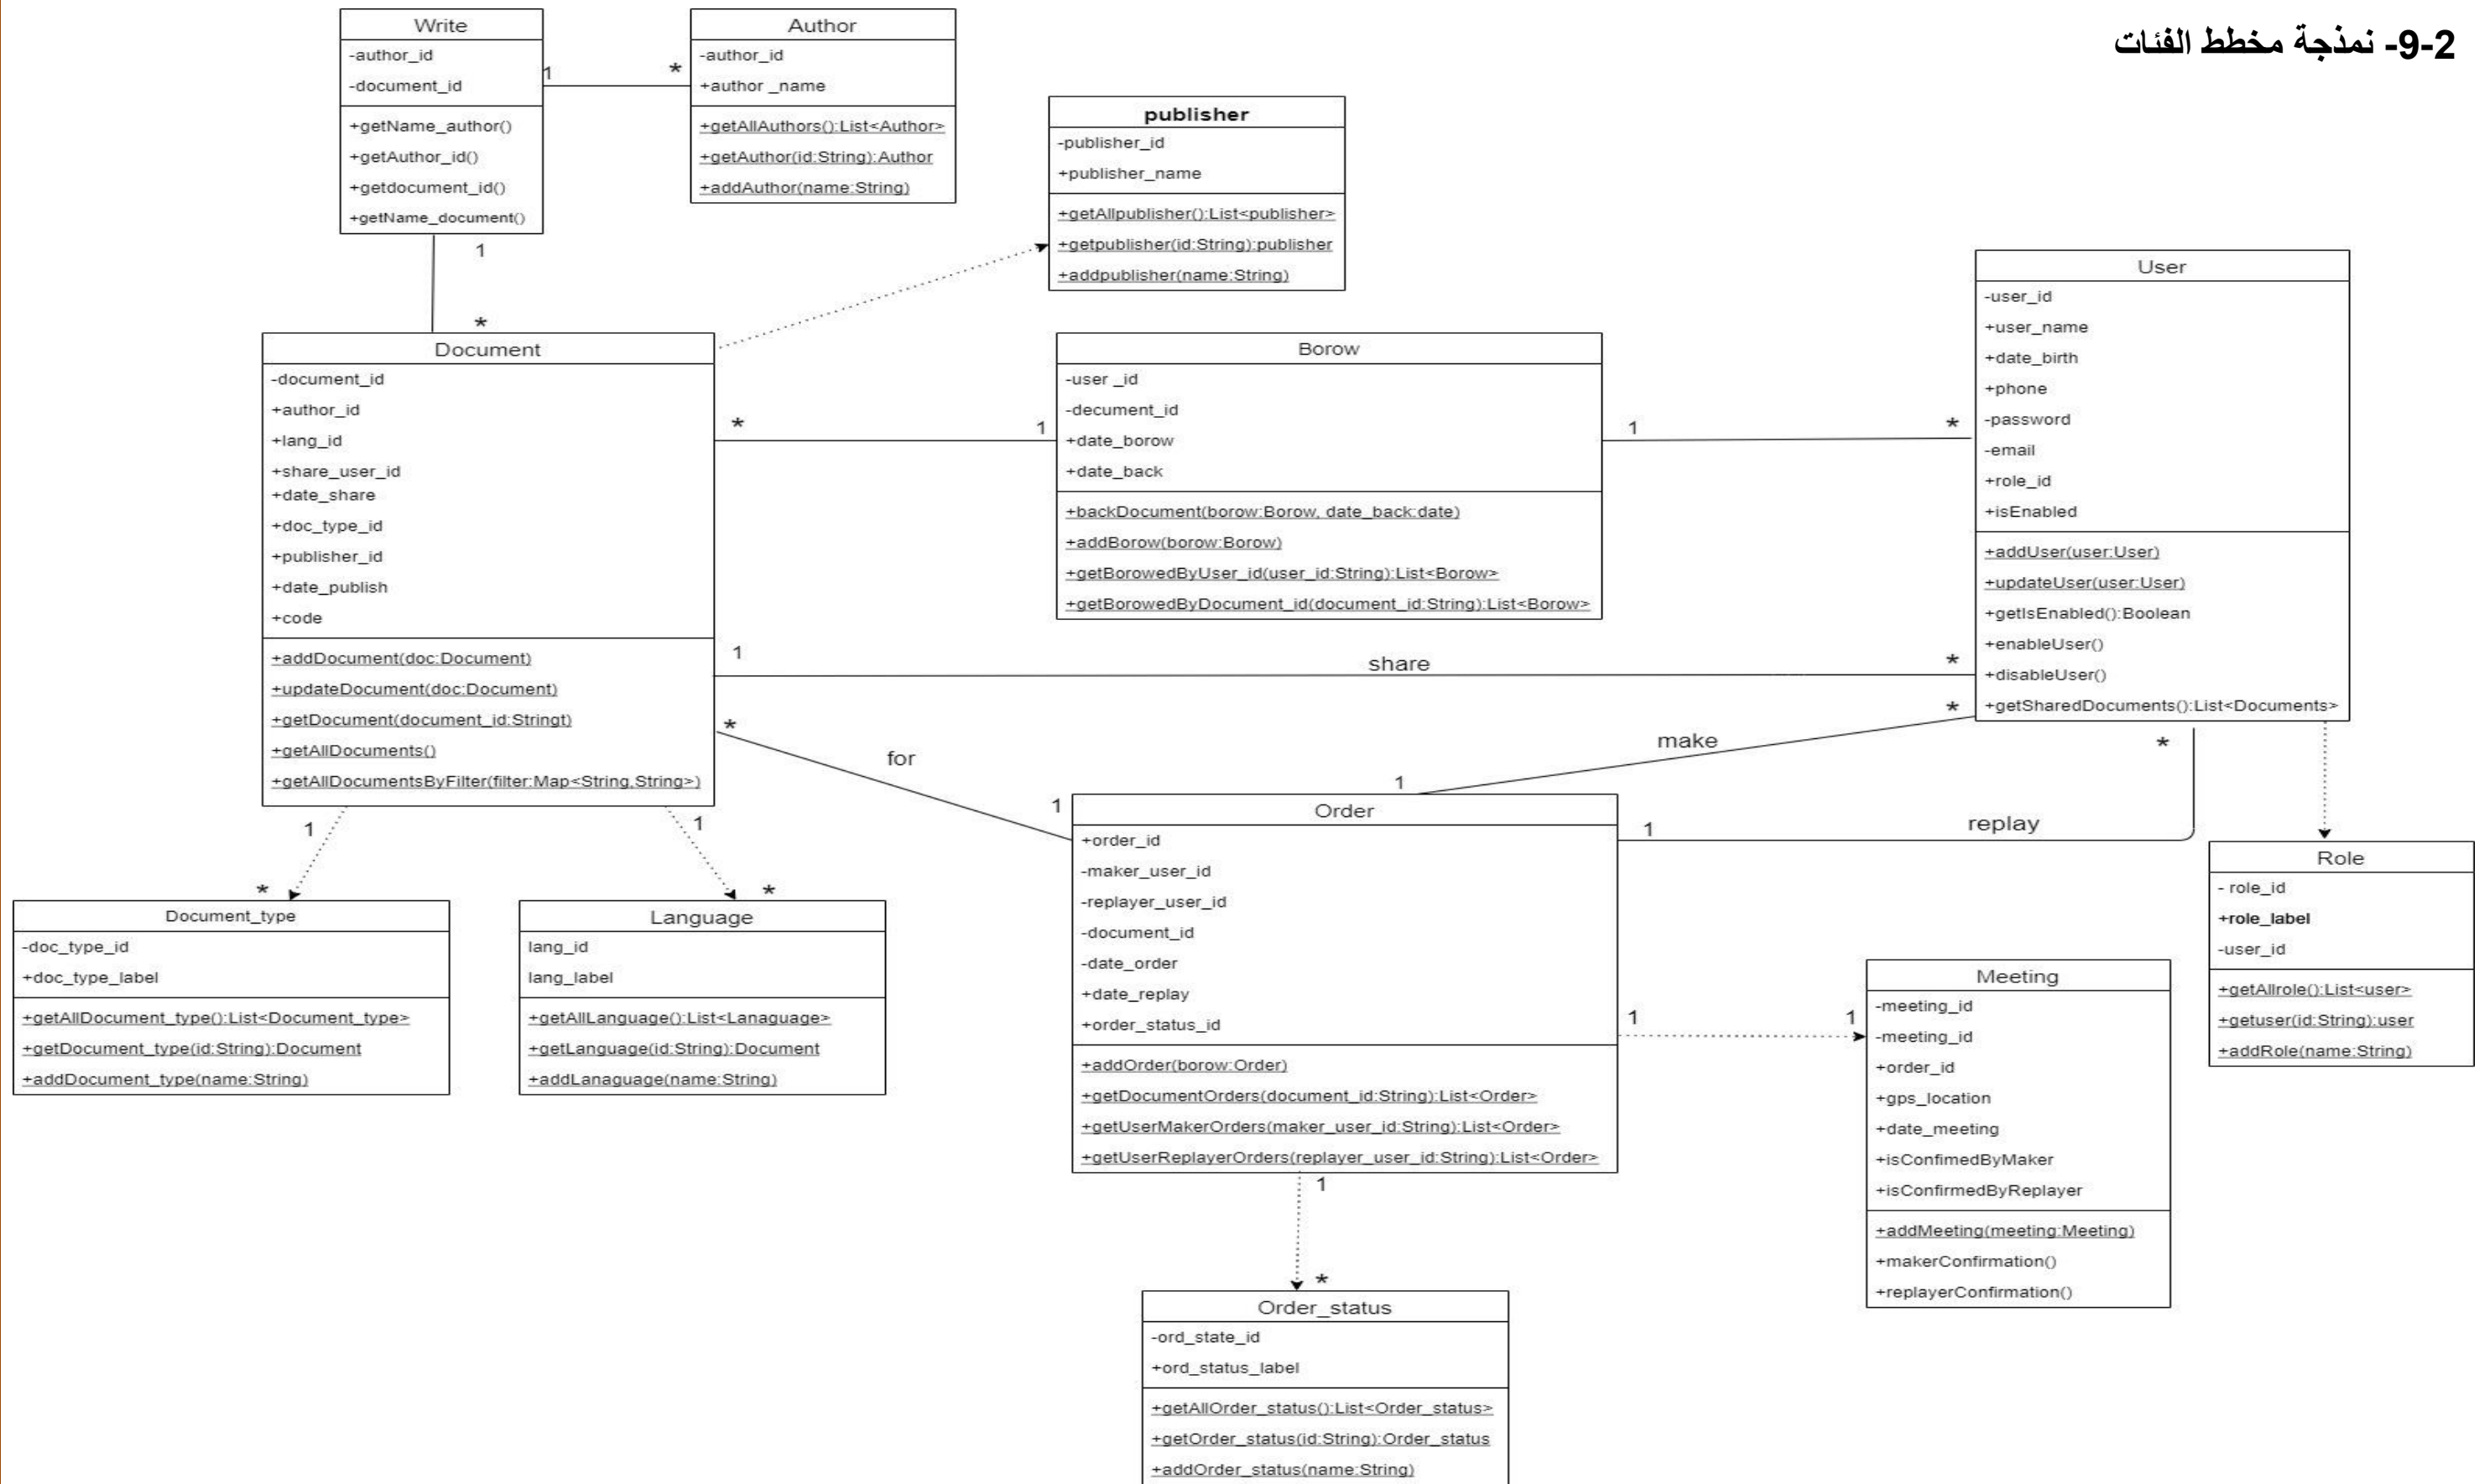 2-9- نمذجة مخطط الفئات
Write
-author_id
-document_id
+getName_author()
+getAuthor_id()
+getdocument_id()
+getName_document()
1
*
Author
-author_id
+author _name
+getAllAuthors():List<Author>
+getAuthor(id:String):Author
+addAuthor(name:String)
publisher
-publisher_id
+publisher_name
+getAllpublisher():List<publisher>
+getpublisher(id:String):publisher
+addpublisher(name:String)
1
*
Document
-document_id
+author_id
+lang_id
+share_user_id
+date_share
+doc_type_id
+publisher_id
+date_publish
+code
+addDocument(doc:Document)
+updateDocument(doc:Document)
+getDocument(document_id:Stringt)
+getAllDocuments()
+getAllDocumentsByFilter(filter:Map<String,String>)
*
1
Borow
-user _id
-decument_id
+date_borow
+date_back
+backDocument(borow:Borow, date_back:date)
+addBorow(borow:Borow)
+getBorowedByUser_id(user_id:String):List<Borow>
+getBorowedByDocument_id(document_id:String):List<Borow>
1
*
User
-user_id
+user_name
+date_birth
+phone
-password
-email
+role_id
+isEnabled
+addUser(user:User)
+updateUser(user:User)
+getIsEnabled():Boolean
+enableUser()
+disableUser()
+getSharedDocuments():List<Documents>
1
share
*
*
for
1
*
make
1
*
replay
1
1
*
Document_type
-doc_type_id
+doc_type_label
+getAllDocument_type():List<Document_type>
+getDocument_type(id:String):Document
+addDocument_type(name:String)
1
*
Language
lang_id
lang_label
+getAllLanguage():List<Lanaguage>
+getLanguage(id:String):Document
+addLanaguage(name:String)
Order
+order_id
-maker_user_id
-replayer_user_id
-document_id
-date_order
+date_replay
+order_status_id
+addOrder(borow:Order)
+getDocumentOrders(document_id:String):List<Order>
+getUserMakerOrders(maker_user_id:String):List<Order>
+getUserReplayerOrders(replayer_user_id:String):List<Order>
1
1
Meeting
-meeting_id
-meeting_id
+order_id
+gps_location
+date_meeting
+isConfimedByMaker
+isConfirmedByReplayer
+addMeeting(meeting:Meeting)
+makerConfirmation()
+replayerConfirmation()
Role
- role_id
+role_label
-user_id
+getAllrole():List<user>
+getuser(id:String):user
+addRole(name:String)
1
*
Order_status
-ord_state_id
+ord_status_label
+getAllOrder_status():List<Order_status>
+getOrder_status(id:String):Order_status
+addOrder_status(name:String)